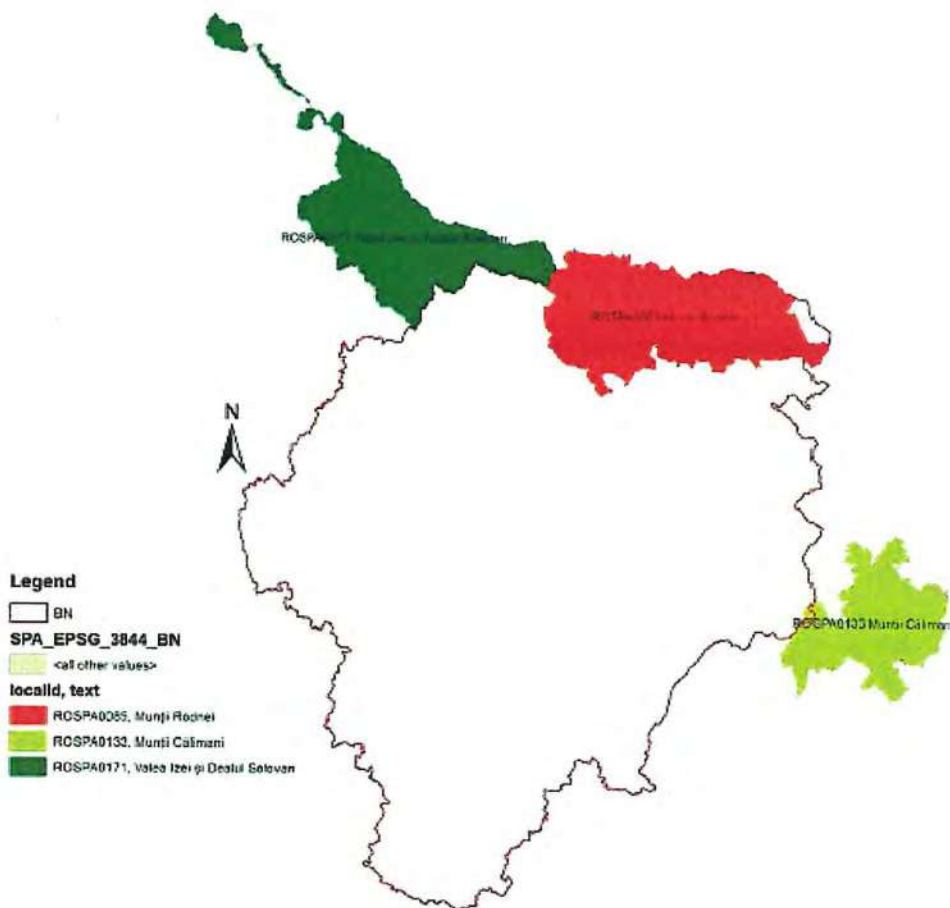 N
Legend
BN
SPA_EPSG_3844_BN
<all other values>
localId, text
ROSPA0085, Munții Rodnei
ROSPA0133, Munții Călimani
ROSPA0171, Valea Izei și Dealul Solovan
ROSPA0133 Munții Călimani